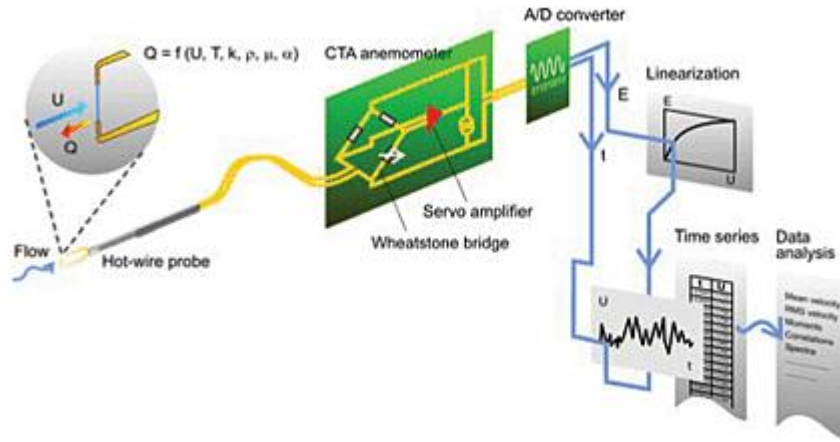 A/D converter
Q = f (U, T, k, ρ, μ, α)
CTA anemometer
Linearization
U
Q
E
E
t
U
Servo amplifier
Wheatstone bridge
Flow
Hot-wire probe
Time series
Data
analysis
t U
U
t
Mean velocity
RMS velocity
Moments
Correlations
Spectra